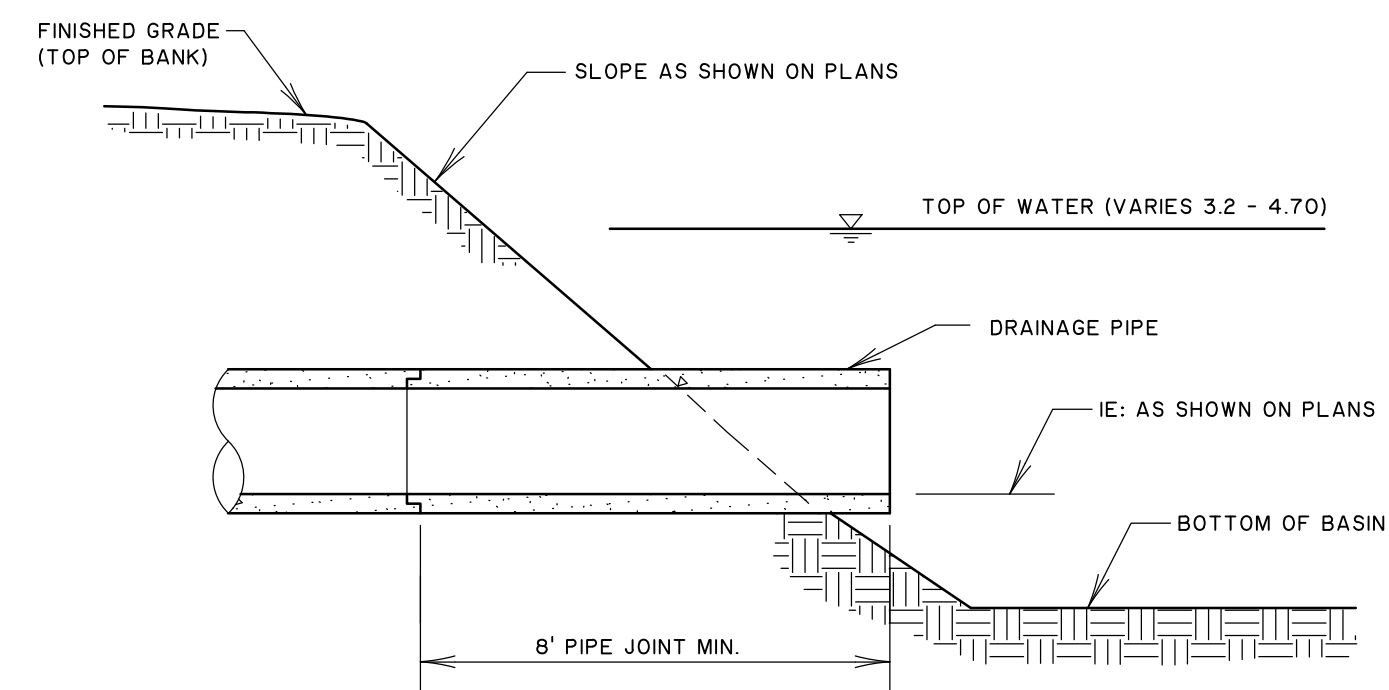 FINISHED GRADE
(TOP OF BANK)
SLOPE AS SHOWN ON PLANS
TOP OF WATER (VARIES 3.2 - 4.70)
DRAINAGE PIPE
IE: AS SHOWN ON PLANS
BOTTOM OF BASIN
8' PIPE JOINT MIN.